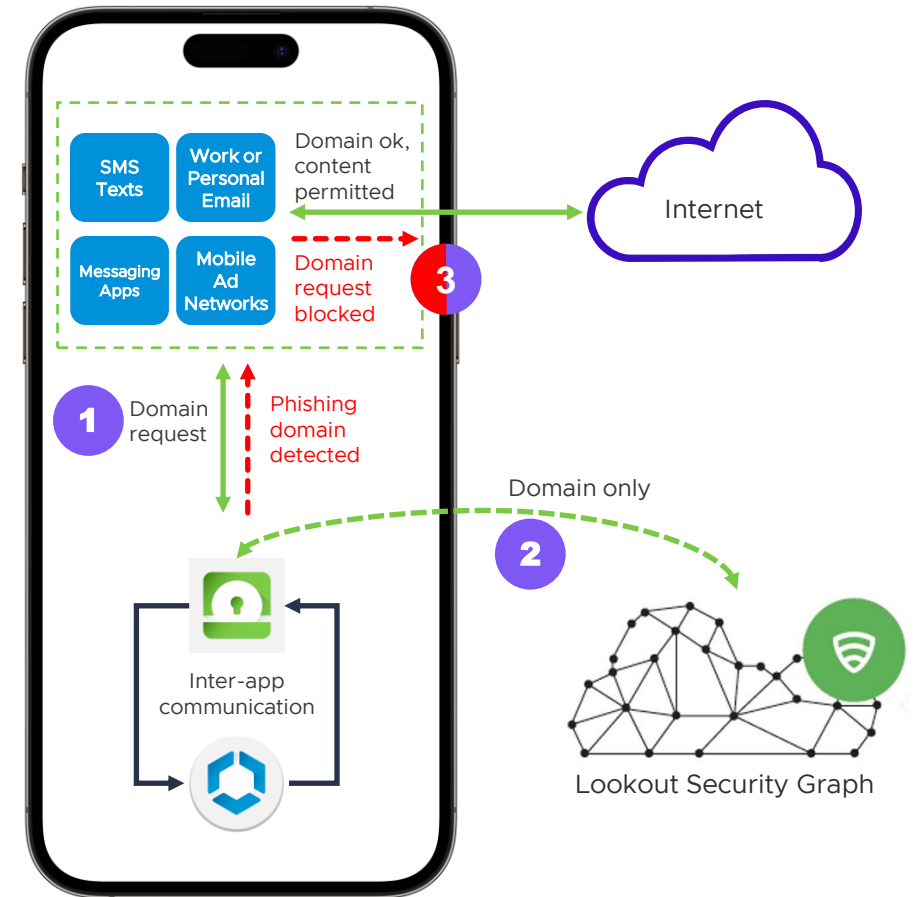 SMS
Texts
Work or
Personal
Email
Domain ok,
content
permitted
Internet
Messaging
Apps
Mobile
Ad
Networks
Domain
request
blocked
3
1
Domain
request
Phishing
domain
detected
Domain only
2
Inter-app
communication
Lookout Security Graph